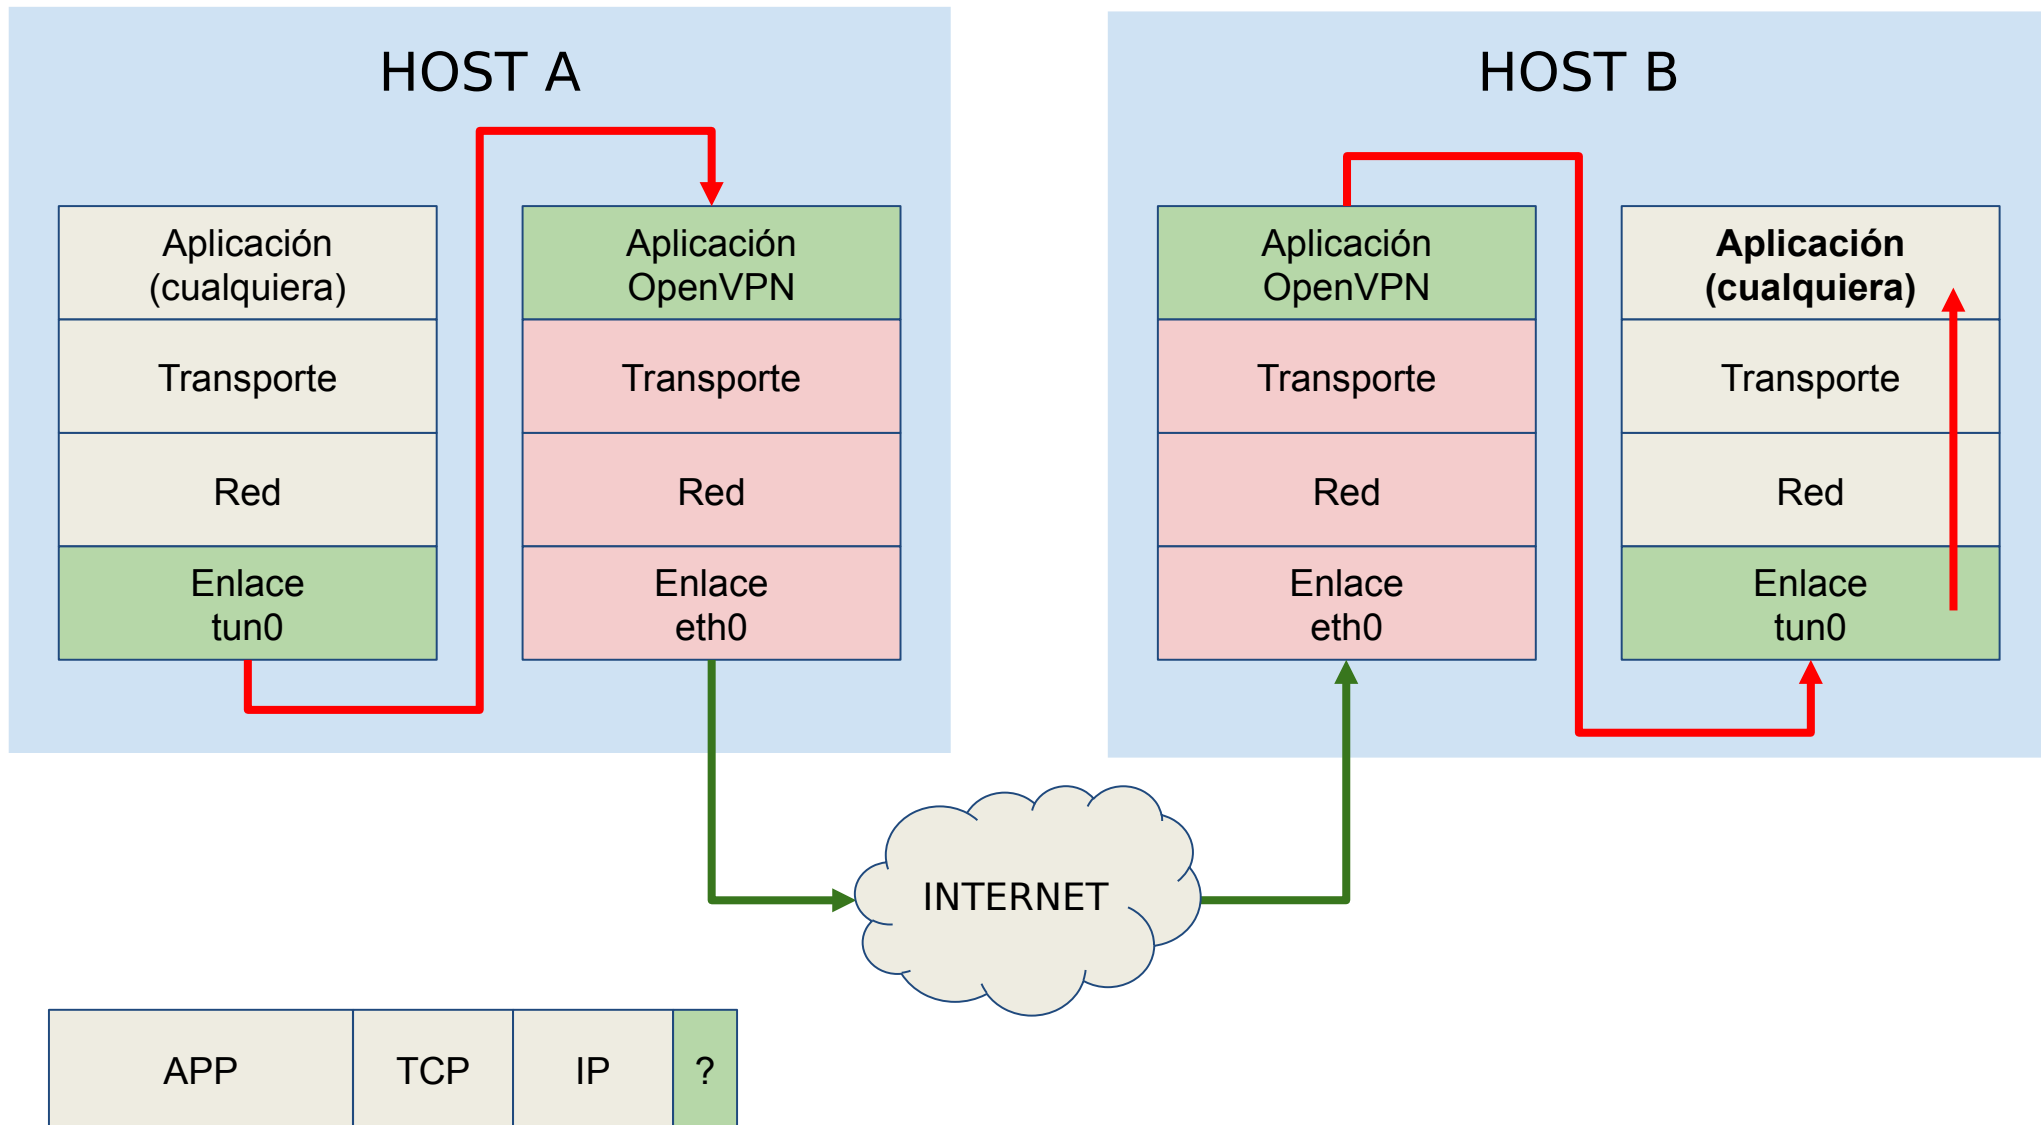 HOST A
Aplicación
(cualquiera)
Transporte
Red
Enlace
tun0
Aplicación
OpenVPN
Transporte
Red
Enlace
eth0
HOST B
Aplicación
OpenVPN
Transporte
Red
Enlace
eth0
Aplicación
(cualquiera)
Transporte
Red
Enlace
tun0
INTERNET
APP
TCP
IP
?